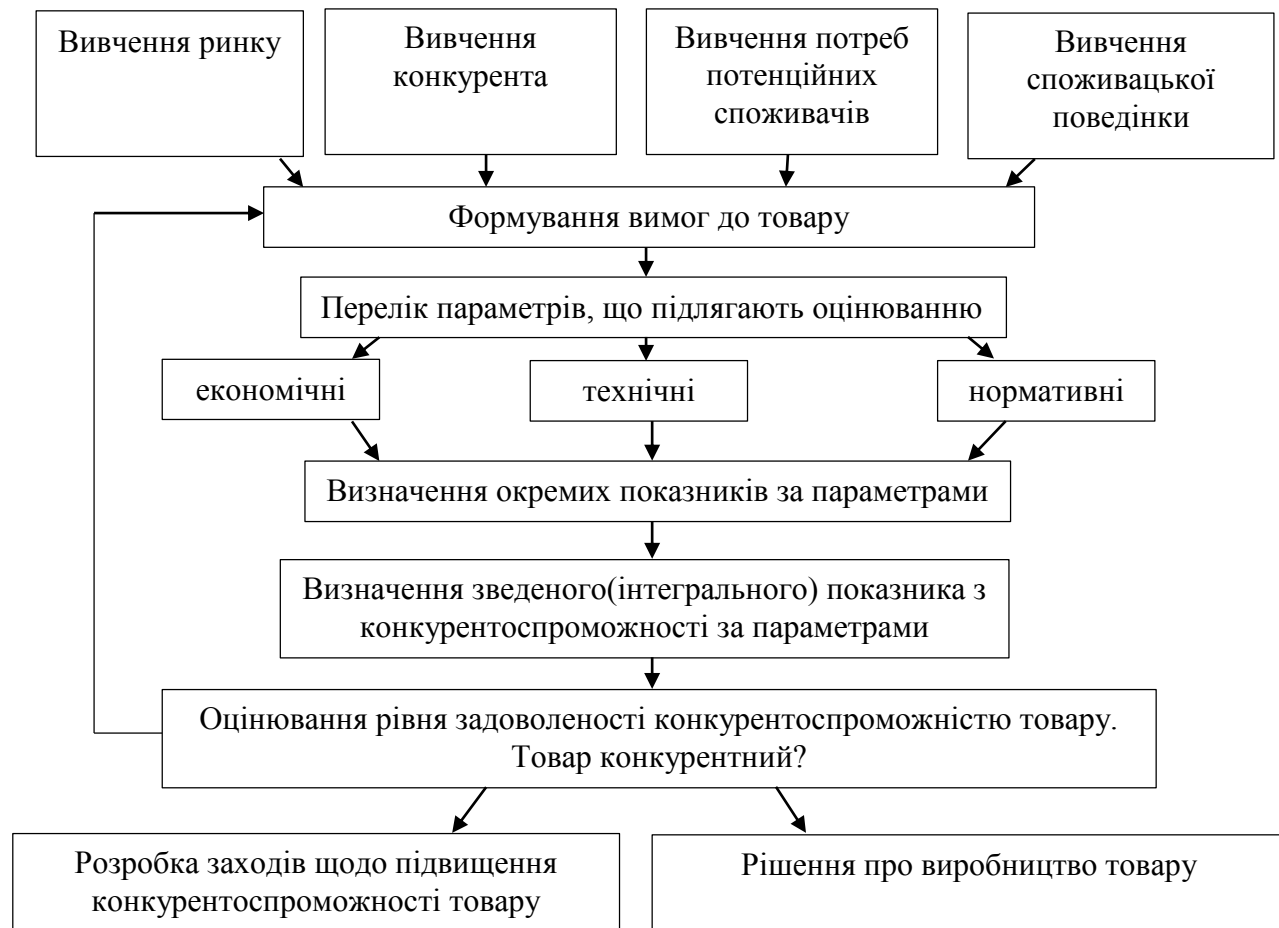 Вивчення ринку
Вивчення
конкурента
Вивчення потреб
потенційних
споживачів
Вивчення
споживацької
поведінки
Формування вимог до товару
Перелік параметрів, що підлягають оцінюванню
економічні
технічні
нормативні
Визначення окремих показників за параметрами
Визначення зведеного(інтегрального) показника з
конкурентоспроможності за параметрами
Оцінювання рівня задоволеності конкурентоспроможністю товару.
Товар конкурентний?
Розробка заходів щодо підвищення
конкурентоспроможності товару
Рішення про виробництво товару